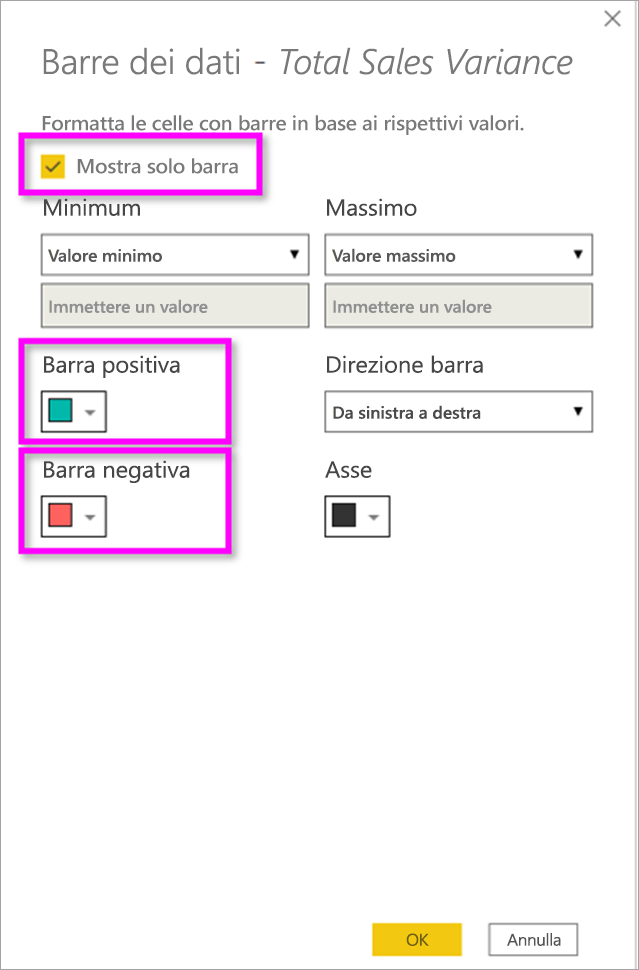 Barre dei dati - Total Sales Variance
Formatta le celle con barre in base ai rispettivi valori.
Mostra solo barra
Minimum
Massimo
Valore minimo
Valore massimo
Immettere un valore
Immettere un valore
Barra positiva
Direzione barra
Da sinistra a destra
Barra negativa
Asse
OK
Annulla